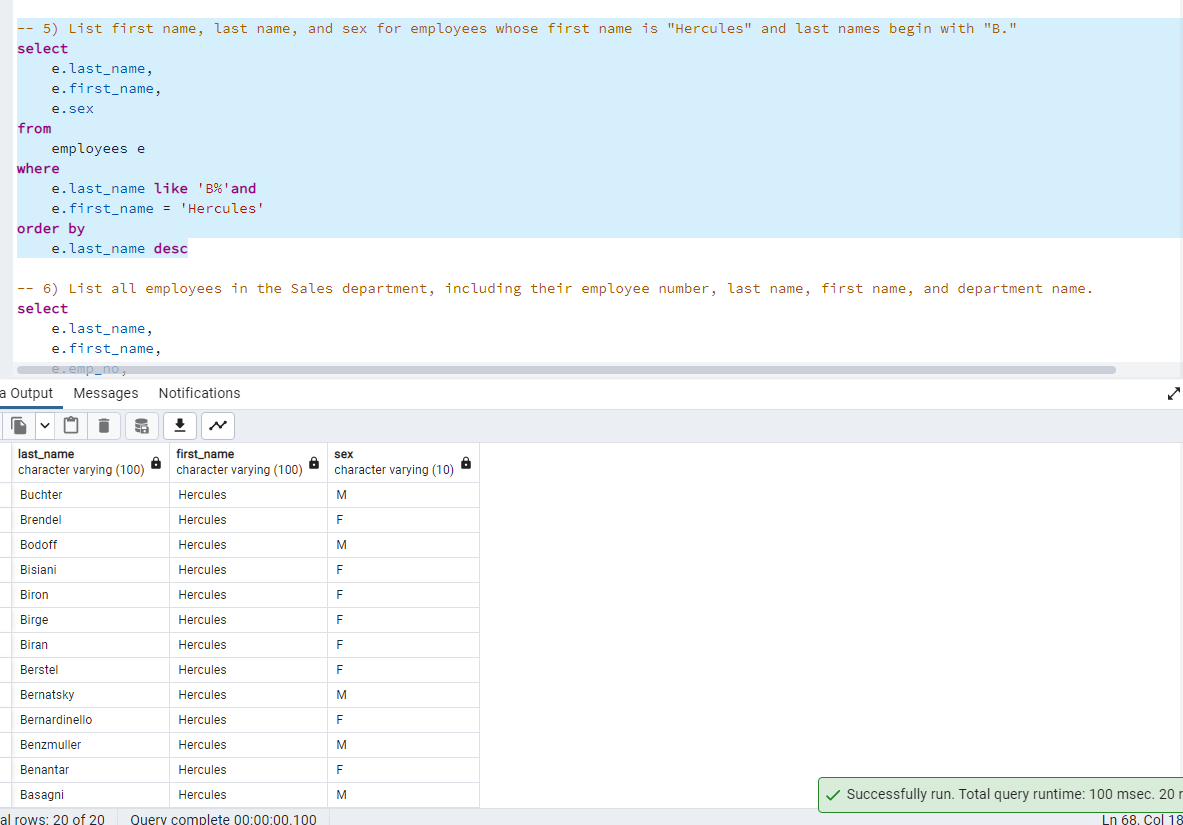 -- 5) List first name, last name, and sex for employees whose first name is "Hercules" and last names begin with "B."
select
e.last_name,
e.first_name,
e.sex
from
employees e
where
e.last_name like 'B%'and
e.first_name = 'Hercules'
order by
e.last_name desc
-- 6) List all employees in the Sales department, including their employee number, last name, first name, and department name.
select
e.last_name,
e.first_name,
e.emp_no,
a Output Messages Notifications
last_name first_name sex
character varying (100) character varying (100) character varying (10)
Buchter Hercules M
Brendel Hercules F
Bodoff Hercules M
Bisiani Hercules F
Biron Hercules F
Birge Hercules F
Biran Hercules F
Berstel Hercules F
Bernatsky Hercules M
Bernardinello Hercules F
Benzmuller Hercules M
Benantar Hercules F
Basagni Hercules M
Successfully run. Total query runtime: 100 msec. 20 r
al rows: 20 of 20 Query complete 00:00:00.100 Ln 68, Col 18